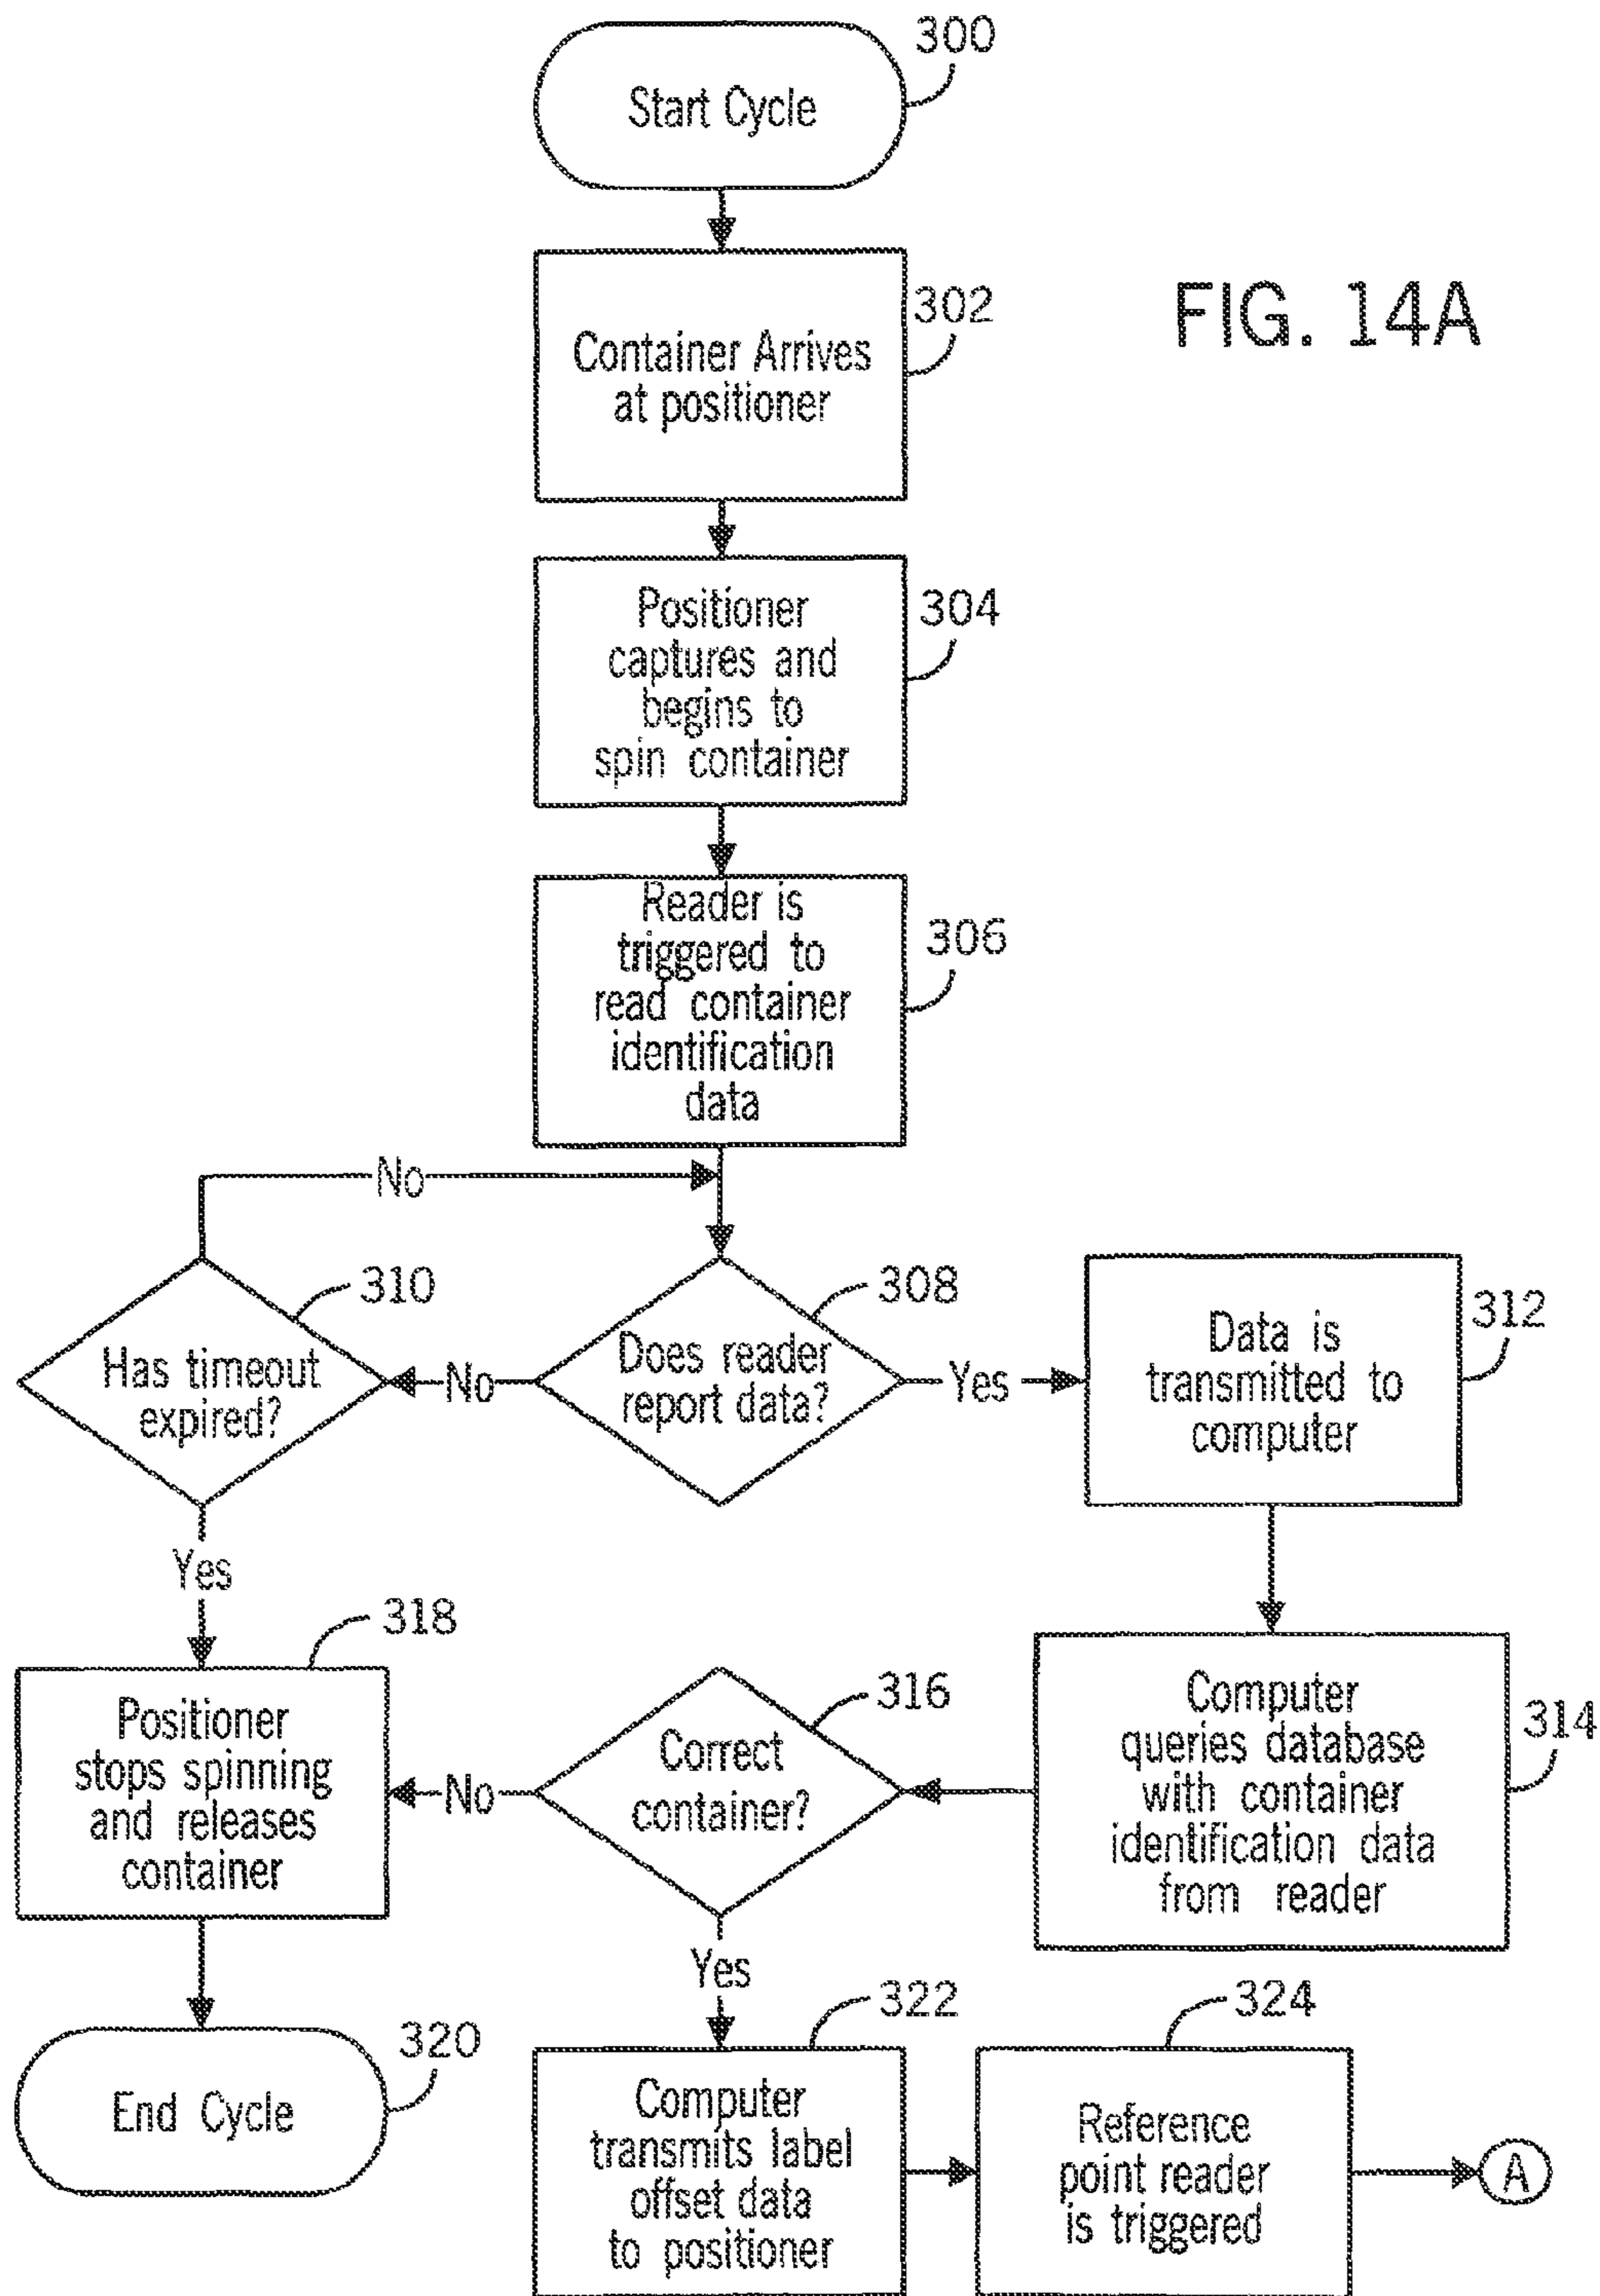 300
Start Cycle
302
FIG. 14A
Container Arrives
at positioner
304
Positioner
captures and
begins to
spin container
306
Reader is
triggered to
read container
identification
data
No
310
Has timeout
expired?
No
308
Does reader
report data?
Yes
312
Data is
transmitted to
computer
Yes
318
Positioner
stops spinning
and releases
container
No
316
Correct
container?
314
Computer
queries database
with container
identification data
from reader
Yes
320
End Cycle
322
Computer
transmits label
offset data
to positioner
324
Reference
point reader
is triggered
A